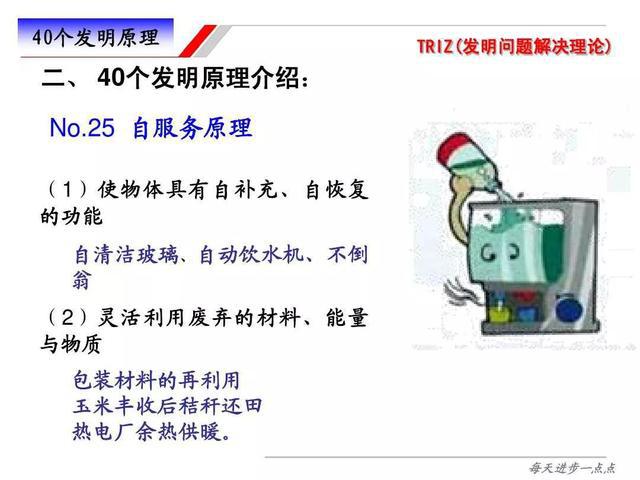 40个发明原理
TRIZ(发明问题解决理论)
二、 40个发明原理介绍：
No.25 自服务原理
（1）使物体具有自补充、自恢复
的功能
自清洁玻璃、自动饮水机、不倒
翁
（2）灵活利用废弃的材料、能量
与物质
包装材料的再利用
玉米丰收后秸秆还田
热电厂余热供暖。
每天进步一点点